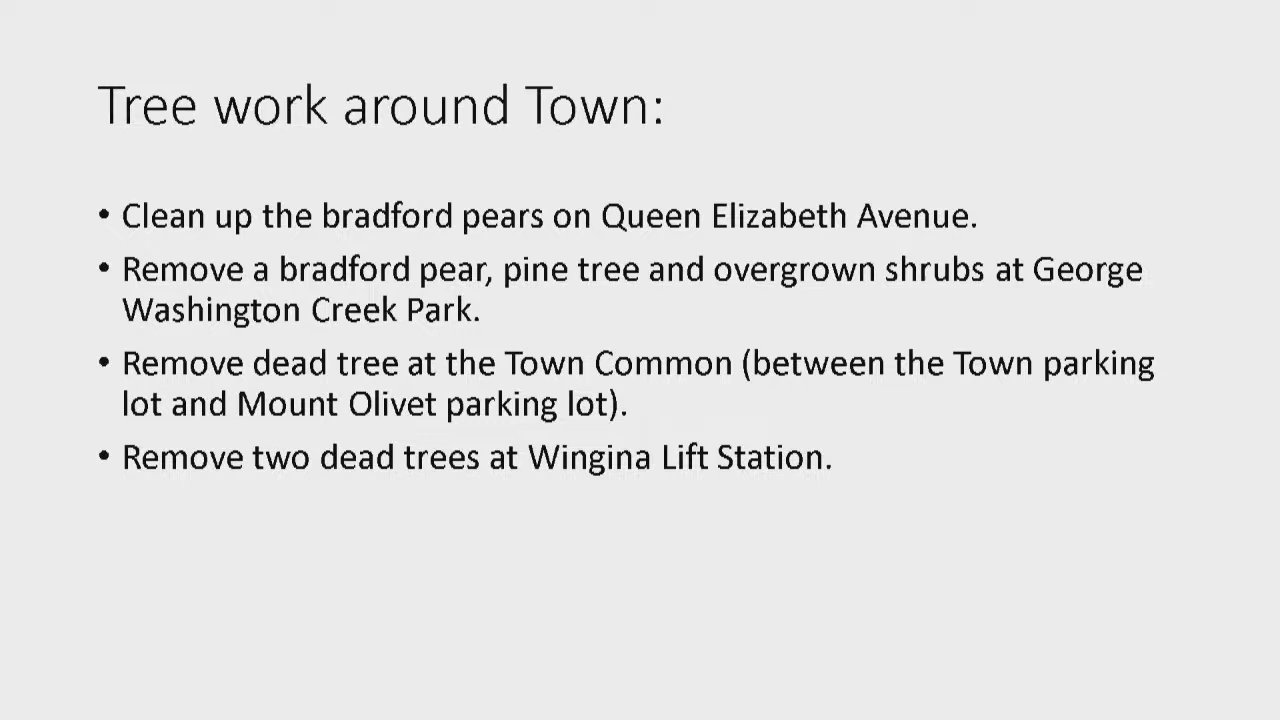 Tree work around Town:
• Clean up the bradford pears on Queen Elizabeth Avenue.
• Remove a bradford pear, pine tree and overgrown shrubs at George
Washington Creek Park.
• Remove dead tree at the Town Common (between the Town parking
lot and Mount Olivet parking lot).
• Remove two dead trees at Wingina Lift Station.